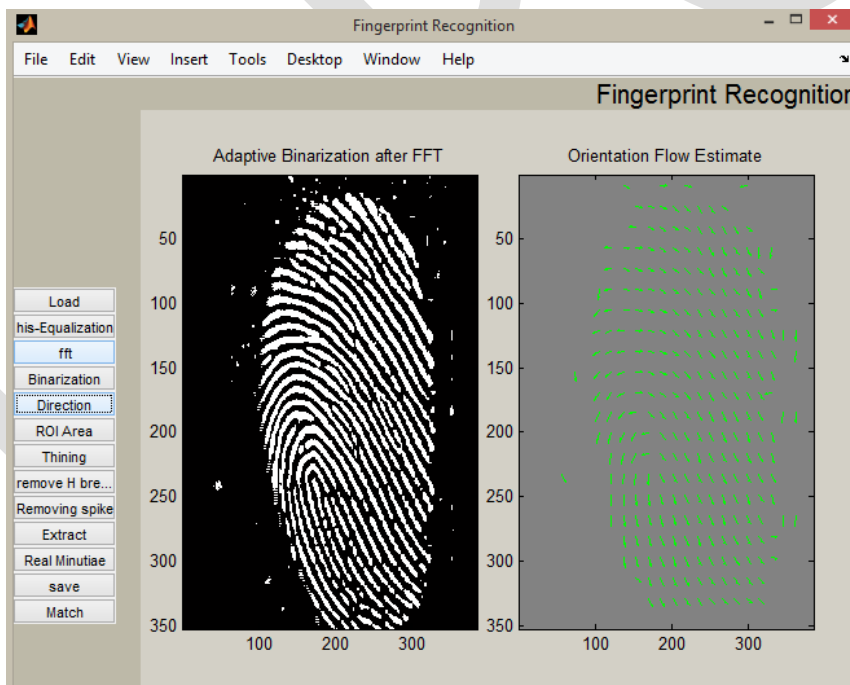 Fingerprint Recognition
File Edit View Insert Tools Desktop Window Help
Fingerprint Recognition
Adaptive Binarization after FFT
Orientation Flow Estimate
50
100
150
200
250
300
350
100 200 300
50
100
150
200
250
300
350
100 200 300
Load
his-Equalization
fft
Binarization
Direction
ROI Area
Thining
remove H bre...
Removing spike
Extract
Real Minutiae
save
Match